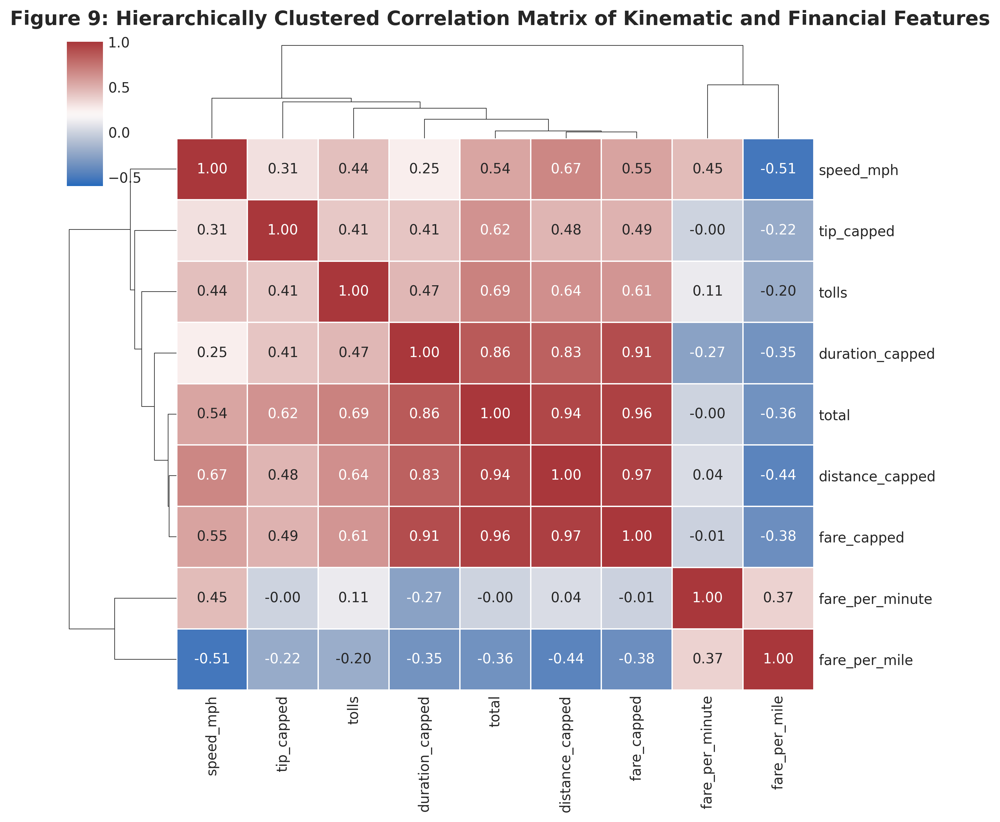 Figure 9: Hierarchically Clustered Correlation Matrix of Kinematic and Financial Features
1.0
0.5
0.0
−0.5
1.00 0.31 0.44 0.25 0.54 0.67 0.55 0.45 -0.51 speed_mph
0.31 1.00 0.41 0.41 0.62 0.48 0.49 -0.00 -0.22 tip_capped
0.44 0.41 1.00 0.47 0.69 0.64 0.61 0.11 -0.20 tolls
0.25 0.41 0.47 1.00 0.86 0.83 0.91 -0.27 -0.35 duration_capped
0.54 0.62 0.69 0.86 1.00 0.94 0.96 -0.00 -0.36 total
0.67 0.48 0.64 0.83 0.94 1.00 0.97 0.04 -0.44 distance_capped
0.55 0.49 0.61 0.91 0.96 0.97 1.00 -0.01 -0.38 fare_capped
0.45 -0.00 0.11 -0.27 -0.00 0.04 -0.01 1.00 0.37 fare_per_minute
-0.51 -0.22 -0.20 -0.35 -0.36 -0.44 -0.38 0.37 1.00 fare_per_mile
speed_mph
tip_capped
tolls
duration_capped
total
distance_capped
fare_capped
fare_per_minute
fare_per_mile